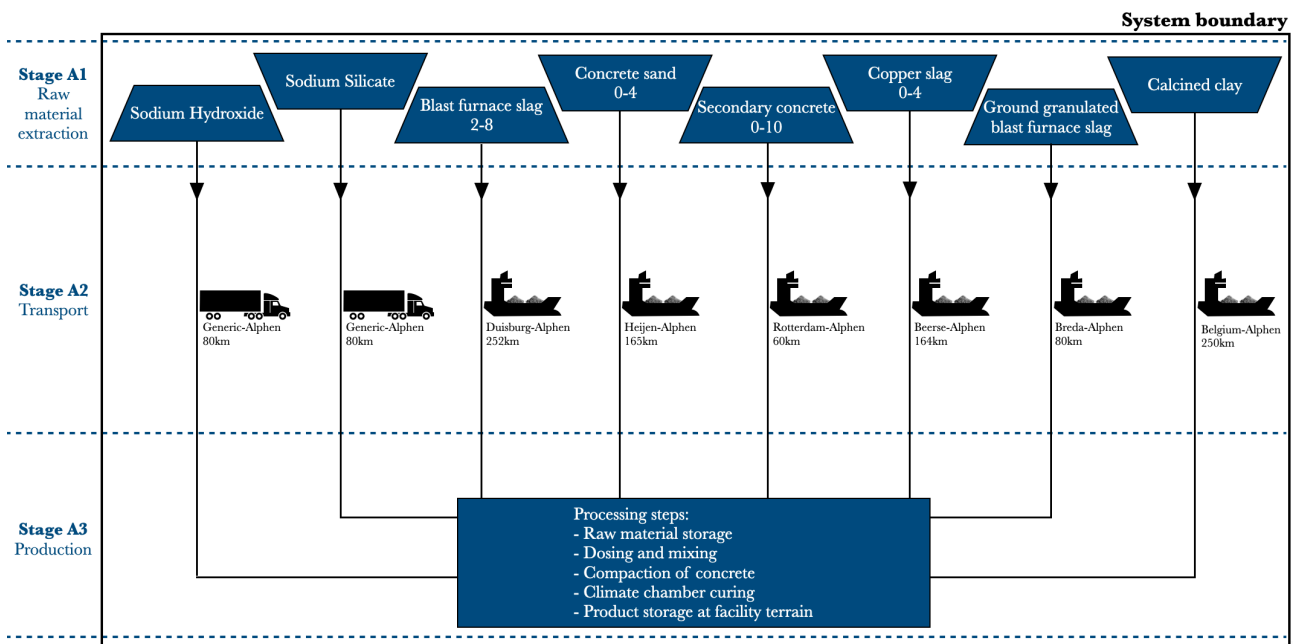 System boundary
Stage A1
Raw
material
extraction
Sodium Hydroxide
Sodium Silicate
Blast furnace slag
2-8
Concrete sand
0-4
Secondary concrete
0-10
Copper slag
0-4
Ground granulated
blast furnace slag
Calcined clay
Stage A2
Transport
Generic-Alphen
80km
Generic-Alphen
80km
Duisburg-Alphen
252km
Heijen-Alphen
165km
Rotterdam-Alphen
60km
Beerse-Alphen
164km
Breda-Alphen
80km
Belgium-Alphen
250km
Stage A3
Production
Processing steps:
- Raw material storage
- Dosing and mixing
- Compaction of concrete
- Climate chamber curing
- Product storage at facility terrain